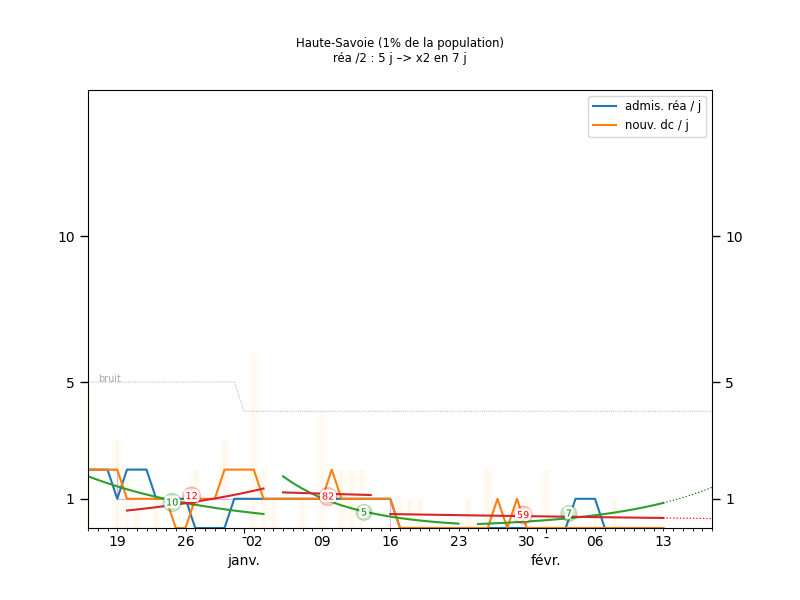 Haute-Savoie (1% de la population)
réa /2 : 5 j –> x2 en 7 j
admis. réa / j
nouv. dc / j
10 10
bruit
5 5
10 12 82 5 59 7
1 1
19 26 02 09 16 23 30 06 13
janv. févr.